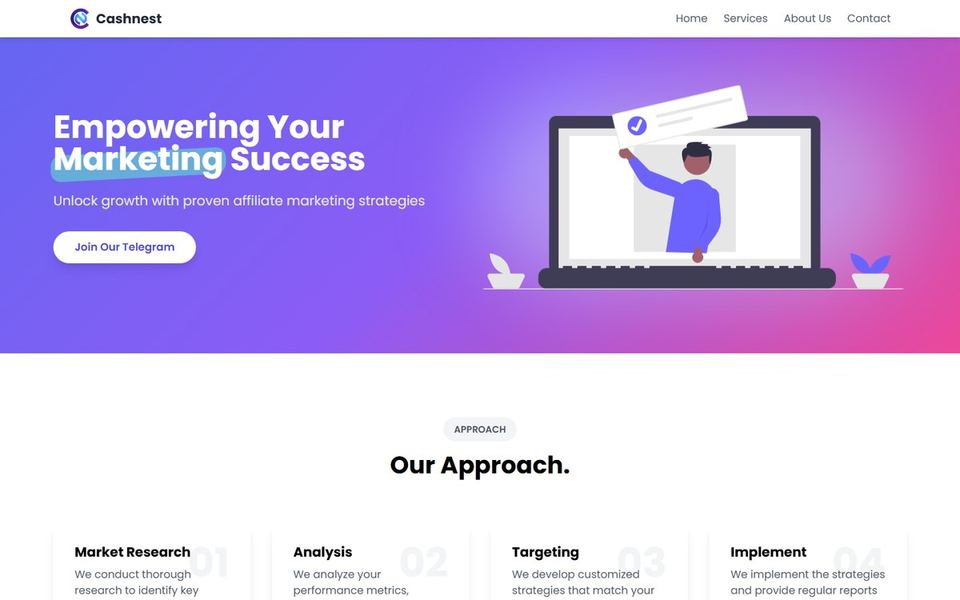 Cashnest
Home Services About Us Contact
Empowering Your
Marketing Success
Unlock growth with proven affiliate marketing strategies
Join Our Telegram
APPROACH
Our Approach.
Market Research
01
We conduct thorough
research to identify key
Analysis
02
We analyze your
performance metrics,
Targeting
03
We develop customized
strategies that match your
Implement
04
We implement the strategies
and provide regular reports